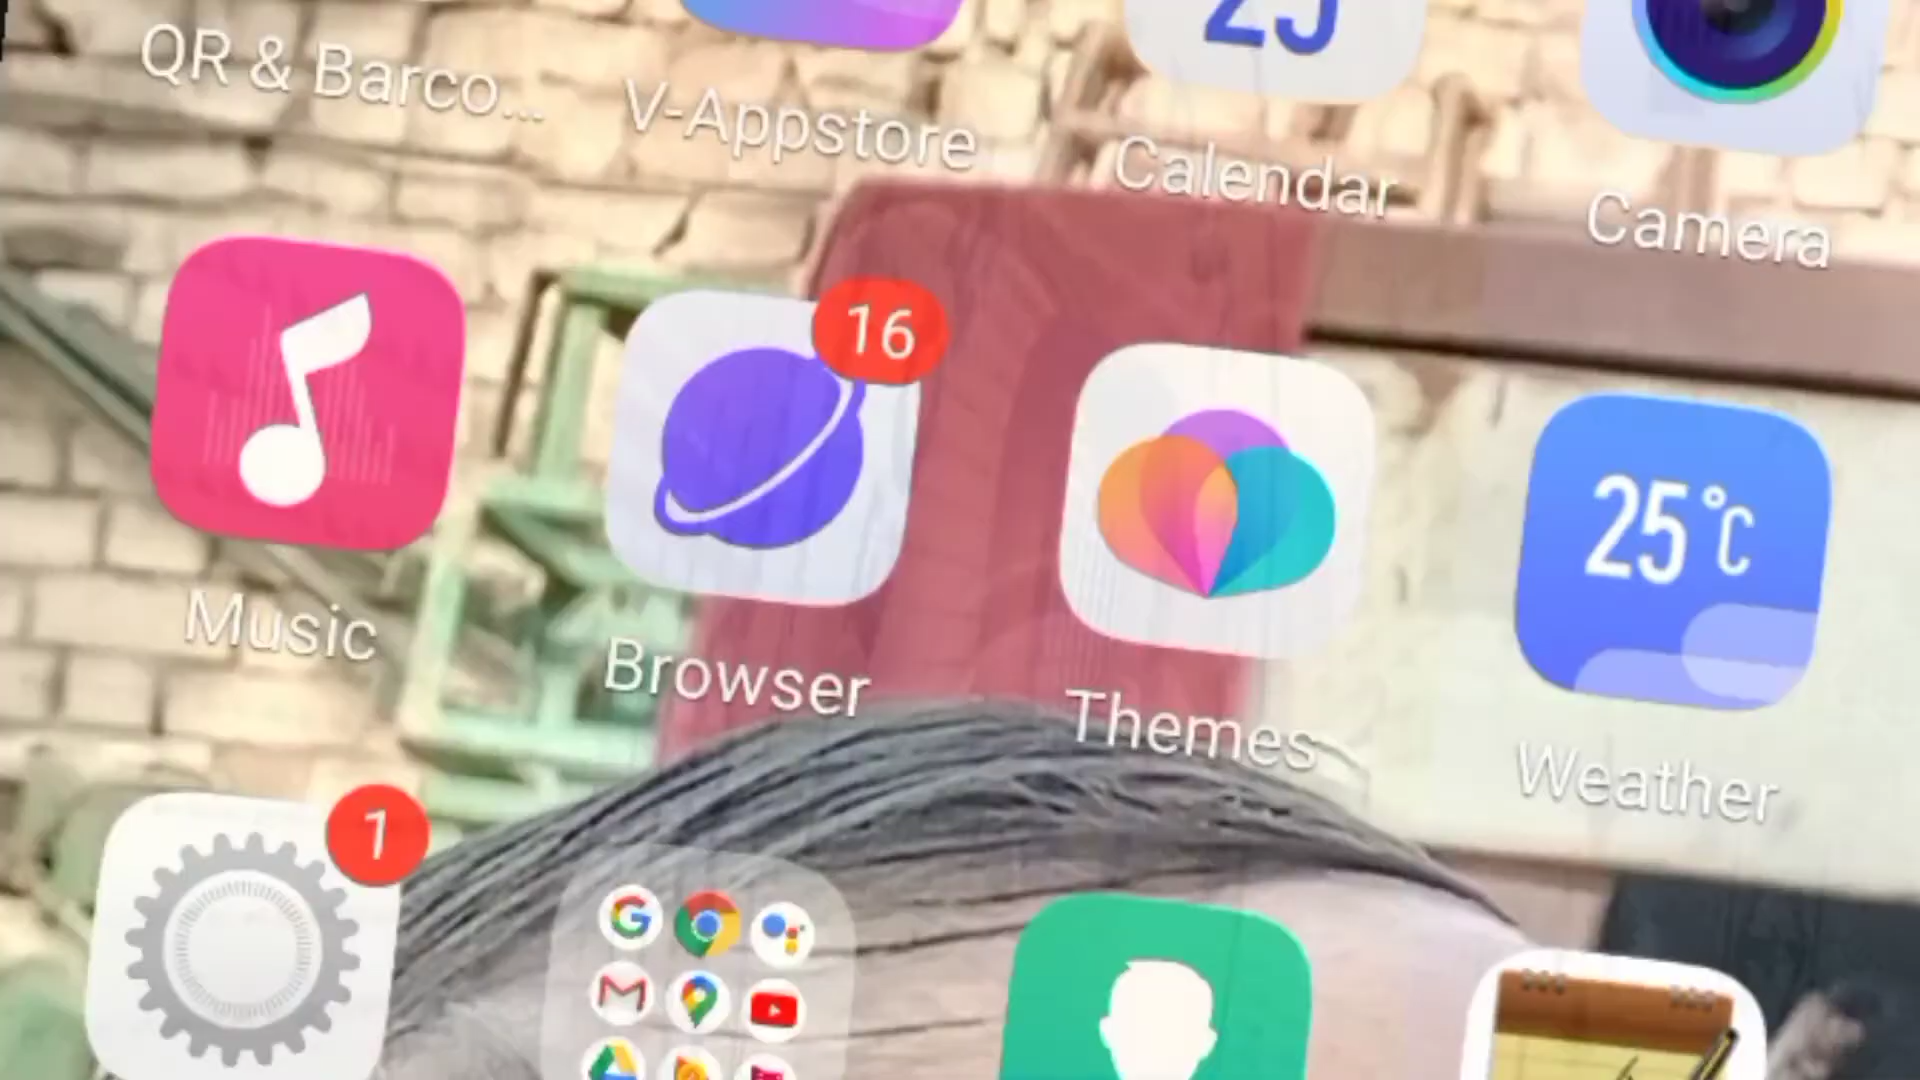 QR & Barco...
V-Appstore
Calendar
Camera
16
25°C
Music
Browser
Themes
Weather
1